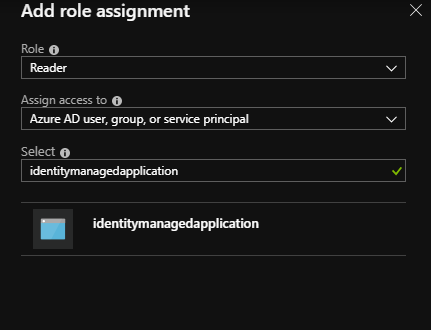 Add role assignment
Role
Reader
Assign access to
Azure AD user, group, or service principal
Select
identitymanagedapplication
identitymanagedapplication